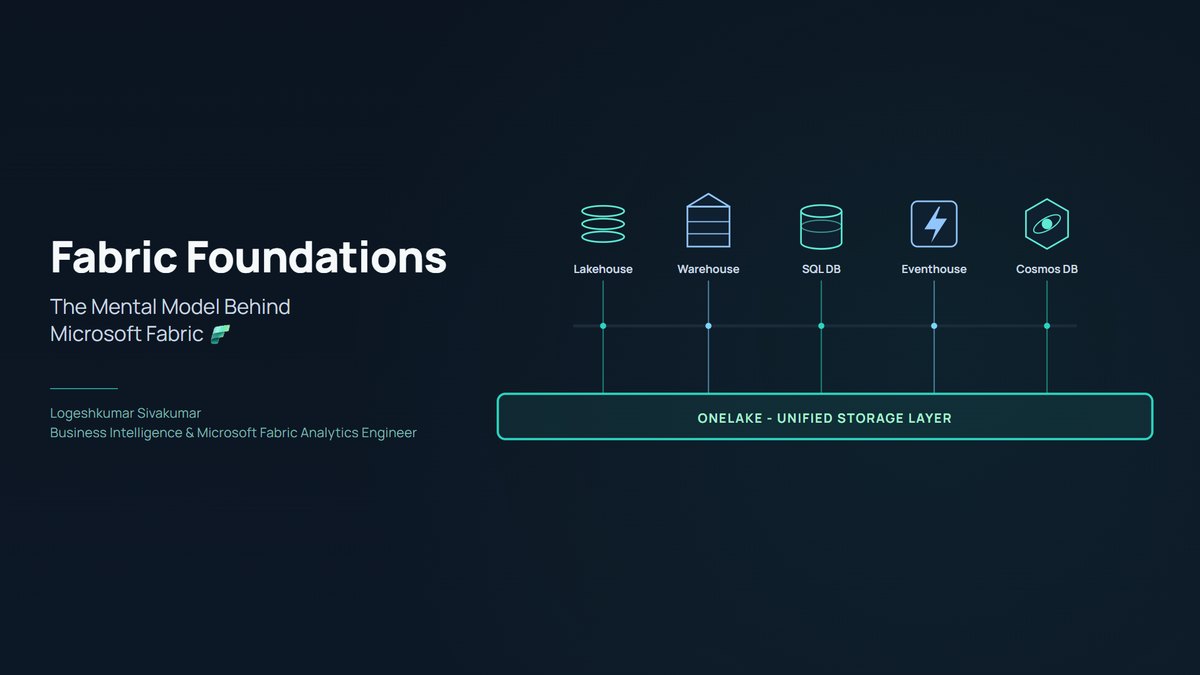 Fabric Foundations
The Mental Model Behind
Microsoft Fabric
Logeshkumar Sivakumar
Business Intelligence & Microsoft Fabric Analytics Engineer
Lakehouse
Warehouse
SQL DB
Eventhouse
Cosmos DB
ONELAKE - UNIFIED STORAGE LAYER